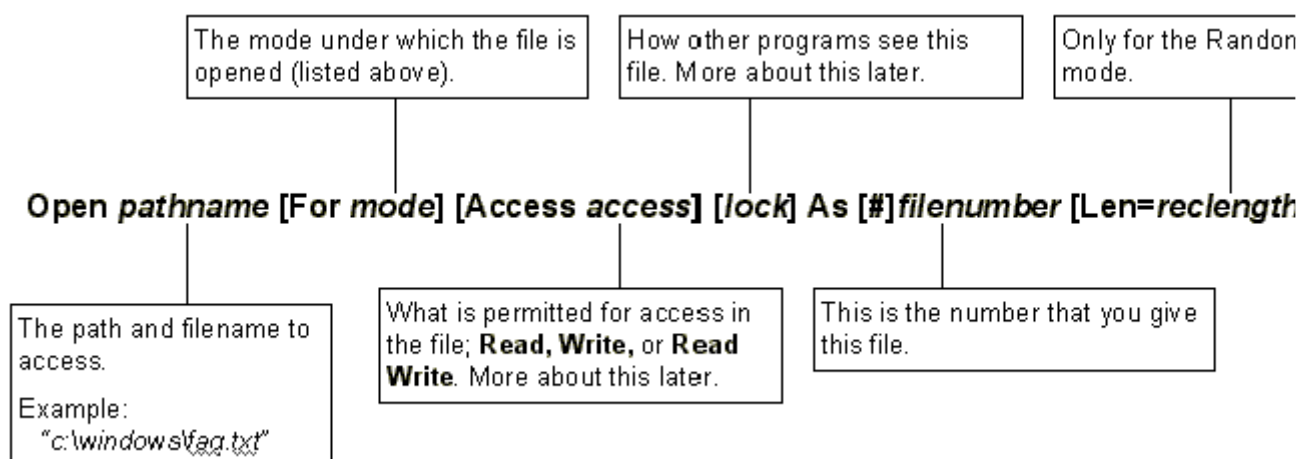 The mode under which the file is
opened (listed above).
How other programs see this
file. More about this later.
Only for the Randon
mode.
Open pathname [For mode] [Access access] [lock] As [#]filenumber [Len=reclength
The path and filename to
access.
Example:
“c:\windows\faq.txt”
What is permitted for access in
the file; Read, Write, or Read
Write. More about this later.
This is the number that you give
this file.